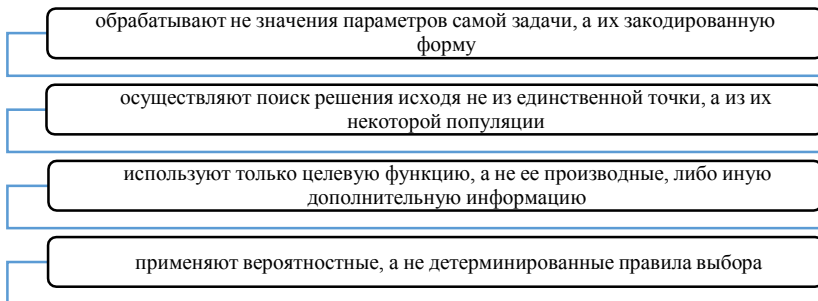 обрабатывают не значения параметров самой задачи, а их закодированную
форму
осуществляют поиск решения исходя не из единственной точки, а из их
некоторой популяции
используют только целевую функцию, а не ее производные, либо иную
дополнительную информацию
применяют вероятностные, а не детерминированные правила выбора